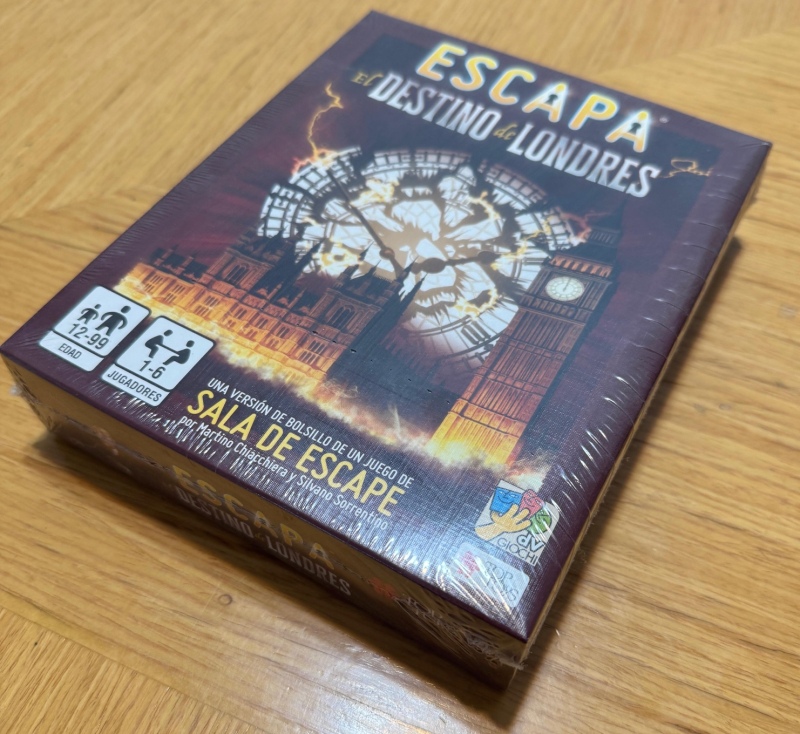 ESCAPA
El DESTINO de LONDRES
12-99
EDAD
1-6
JUGADORES
UNA VERSIÓN DE BOLSILLO DE UN JUEGO DE
SALA DE ESCAPE
por Martino Chiacchiera y Silvano Sorrentino
dV
GIOCHI
ESCAPA
DESTINO LONDRES